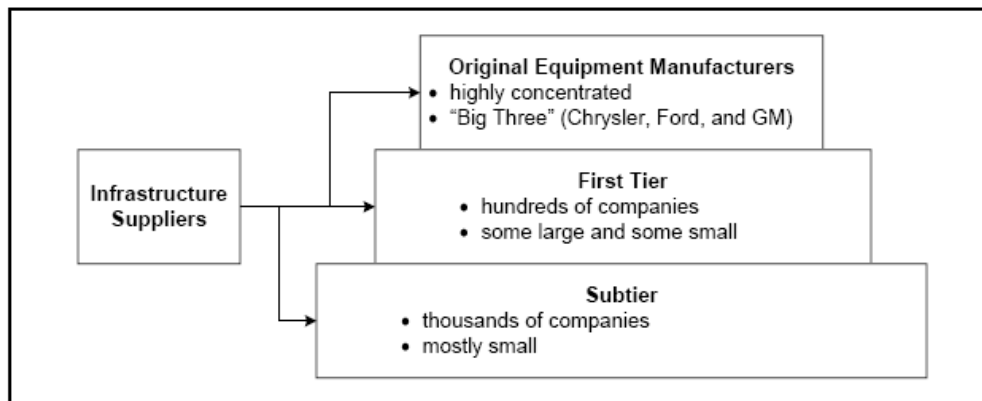 Original Equipment Manufacturers
• highly concentrated
• “Big Three” (Chrysler, Ford, and GM)
Infrastructure
Suppliers
First Tier
• hundreds of companies
• some large and some small
Subtier
• thousands of companies
• mostly small